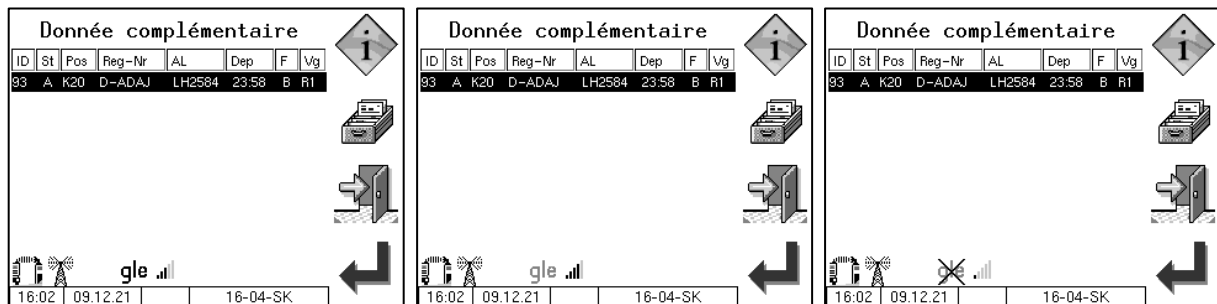 Donnée complémentaire
ID St Pos Reg-Nr AL Dep F Vg
93 A K20 D-ADAJ LH2584 23:58 B R1
gle
16:02 09.12.21 16-04-SK
Donnée complémentaire
ID St Pos Reg-Nr AL Dep F Vg
93 A K20 D-ADAJ LH2584 23:58 B R1
gle
16:02 09.12.21 16-04-SK
Donnée complémentaire
ID St Pos Reg-Nr AL Dep F Vg
93 A K20 D-ADAJ LH2584 23:58 B R1
gle
16:02 09.12.21 16-04-SK